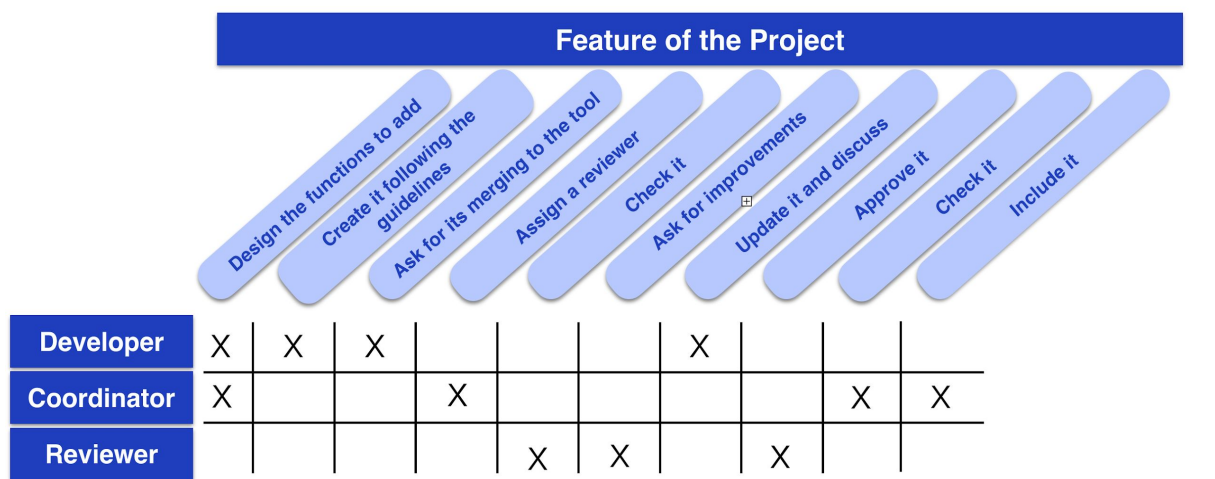 Feature of the Project
Design the functions to add
Create it following the
guidelines
Ask for its merging to the tool
Assign a reviewer
Check it
Ask for improvements
Update it and discuss
Approve it
Check it
Include it
Developer X X X X
Coordinator X X X X
Reviewer X X X